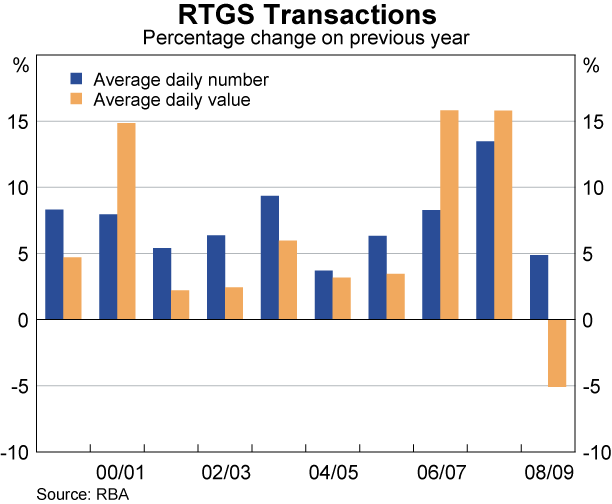 RTGS Transactions
Percentage change on previous year
% %
Average daily number
Average daily value
15 15
10 10
5 5
0 0
-5 -5
-10 -10
00/01 02/03 04/05 06/07 08/09
Source: RBA